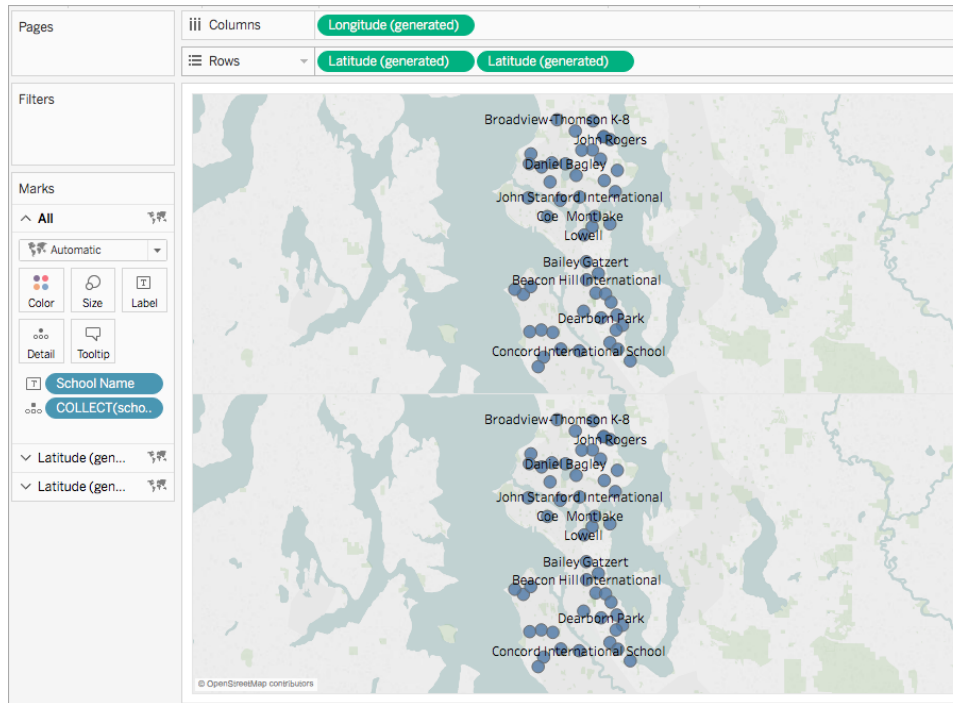 Pages
Columns
Longitude (generated)
Rows
Latitude (generated) Latitude (generated)
Filters
Marks
All
Automatic
Color Size Label
Detail Tooltip
School Name
COLLECT(scho..
Latitude (gen...
Latitude (gen...
Broadview-Thomson K-8
John Rogers
Daniel Bagley
John Stanford International
Coe Montlake
Lowell
Bailey Gatzert
Beacon Hill International
Dearborn Park
Concord International School
Broadview-Thomson K-8
John Rogers
Daniel Bagley
John Stanford International
Coe Montlake
Lowell
Bailey Gatzert
Beacon Hill International
Dearborn Park
Concord International School
© OpenStreetMap contributors